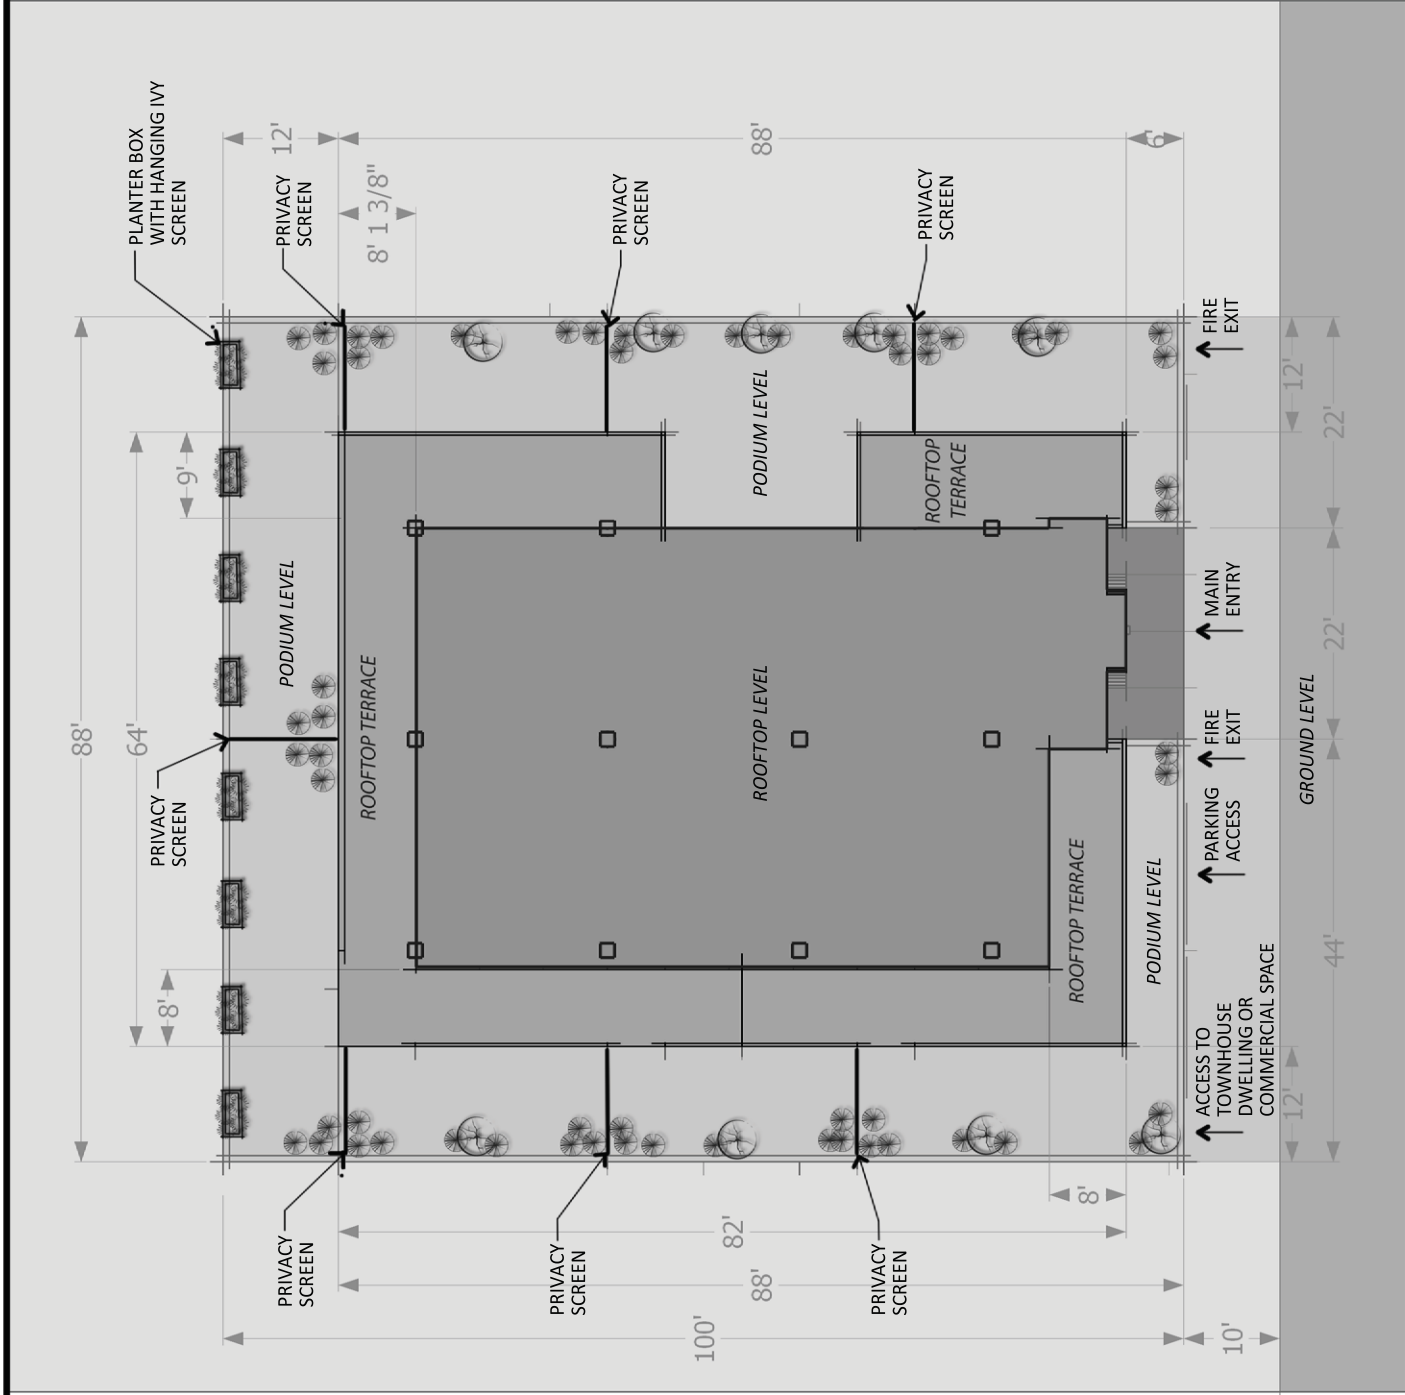 88'
64'
PLANTER BOX
WITH HANGING IVY
SCREEN
PRIVACY
SCREEN
8'
9'
PRIVACY
SCREEN
PODIUM LEVEL
PRIVACY
SCREEN
12'
ROOFTOP TERRACE
8' 1 3/8"
PRIVACY
SCREEN
PRIVACY
SCREEN
100'
82'
88'
ROOFTOP LEVEL
PODIUM LEVEL
88'
PRIVACY
SCREEN
ROOFTOP
TERRACE
PRIVACY
SCREEN
ROOFTOP TERRACE
8'
PODIUM LEVEL
6'
ACCESS TO
TOWNHOUSE
DWELLING OR
COMMERCIAL SPACE
PARKING
ACCESS
FIRE
EXIT
MAIN
ENTRY
FIRE
EXIT
10'
12'
12'
GROUND LEVEL
44'
22'
22'